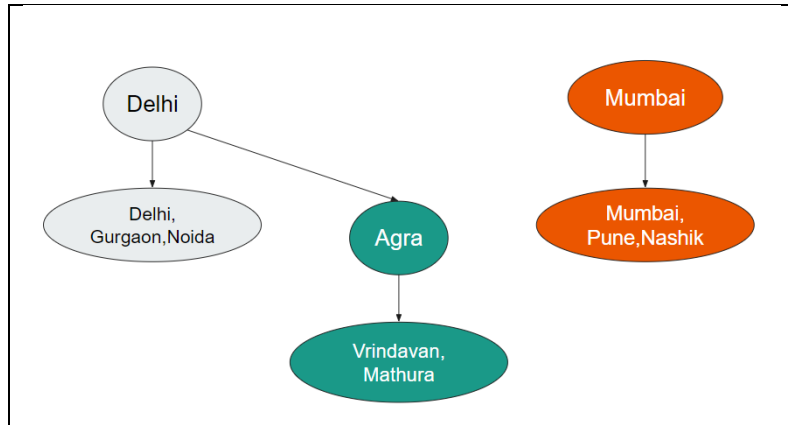 Delhi
Mumbai
Delhi,
Gurgaon,Noida
Mumbai,
Pune,Nashik
Agra
Vrindavan,
Mathura